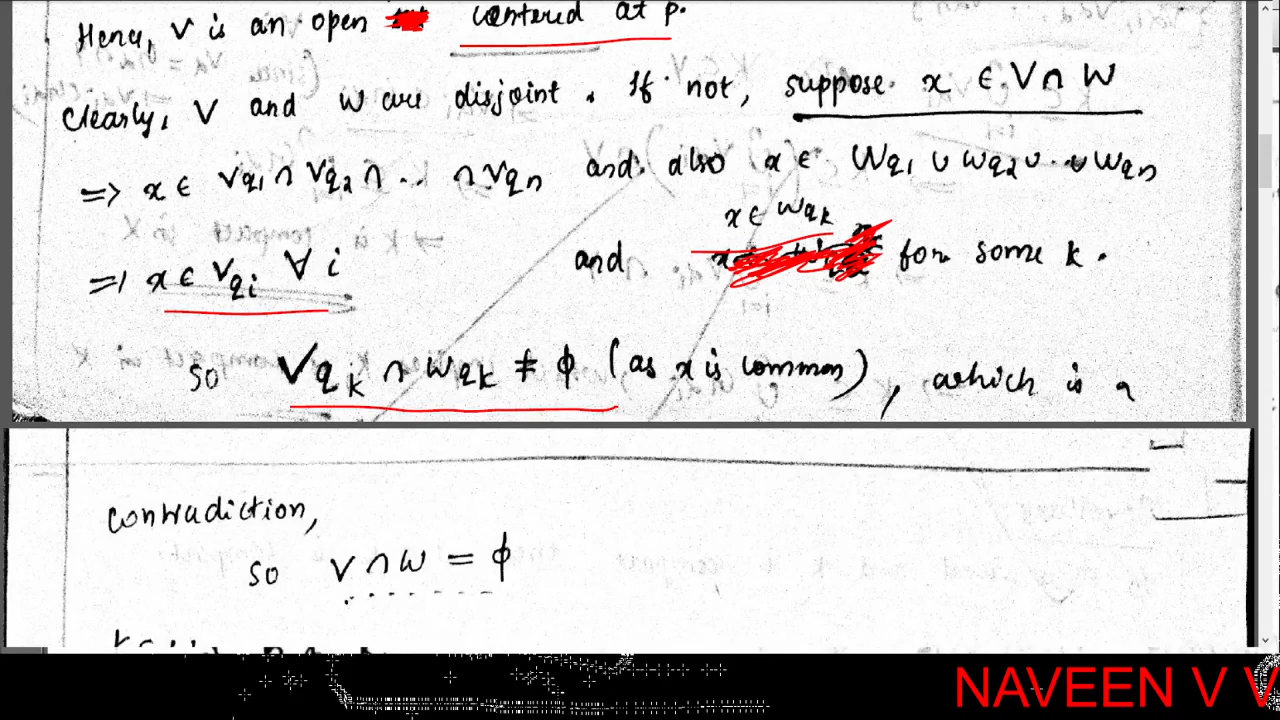 Hence, V is an open centered at p.
Clearly, V and W are disjoint. If not, suppose x ∈ V ∩ W
=> x ∈ Vq1 ∩ Vq2 ∩ .. ∩ Vqn and also x ∈ Wq1 ∪ Wq2 ∪ .. ∪ Wqn
x ∈ Wqk
=> x ∈ Vqi ∀ i and for some k.
so Vqk ∩ Wqk ≠ ϕ (as x is common), which is a
contradiction,
so V ∩ W = ϕ
NAVEEN V V